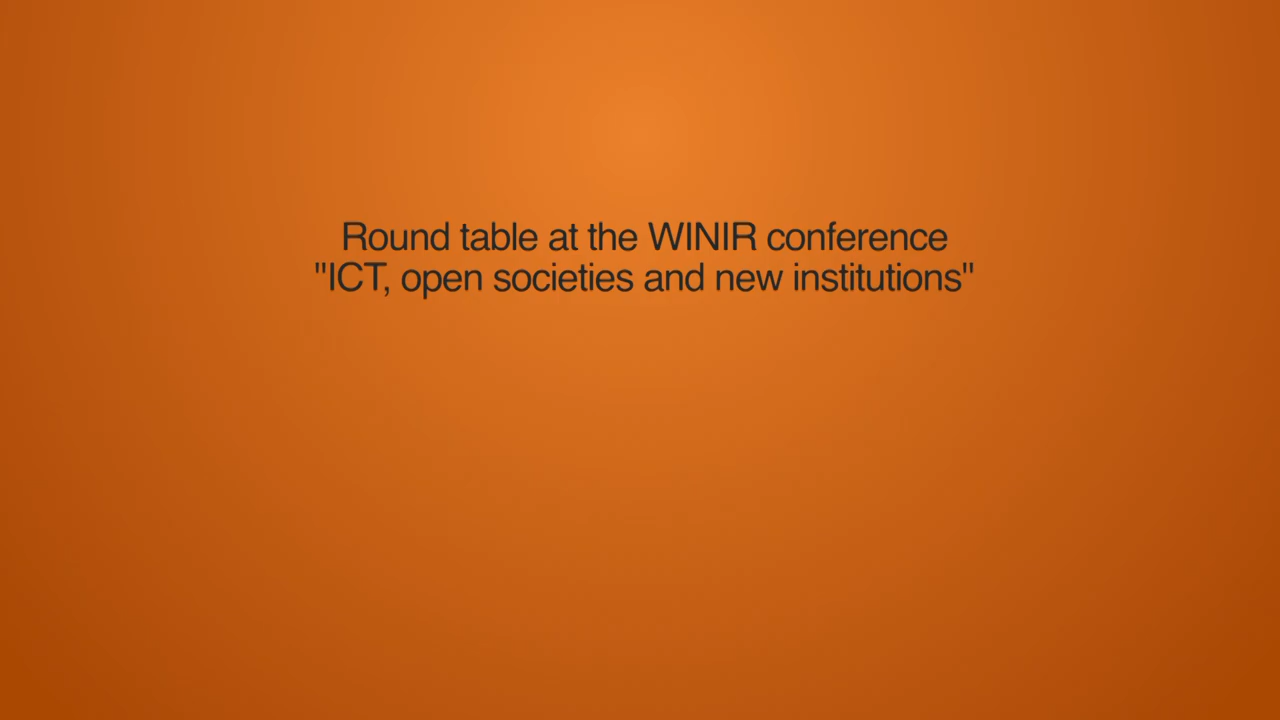 Round table at the WINIR conference
"ICT, open societies and new institutions"